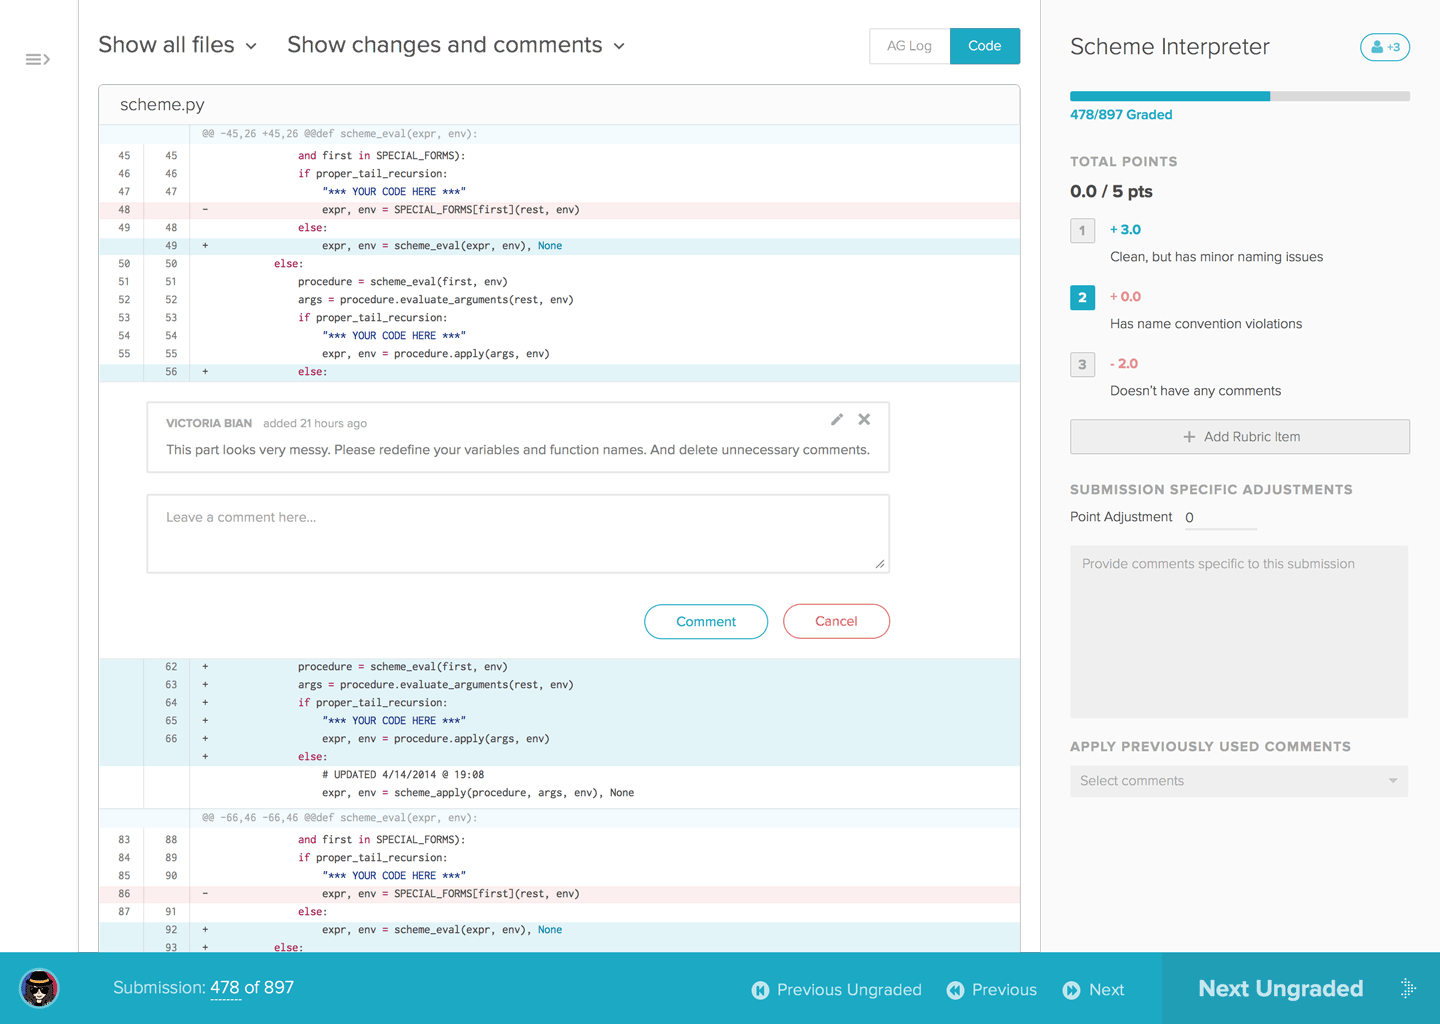 Show all files
Show changes and comments
AG Log
Code
scheme.py
@@ -45,26 +45,26 @@def scheme_eval(expr, env):
45 45 and first in SPECIAL_FORMS):
46 46 if proper_tail_recursion:
47 47 "*** YOUR CODE HERE ***"
48 - expr, env = SPECIAL_FORMS[first](rest, env)
49 48 else:
49 + expr, env = scheme_eval(expr, env), None
50 50 else:
51 51 procedure = scheme_eval(first, env)
52 52 args = procedure.evaluate_arguments(rest, env)
53 53 if proper_tail_recursion:
54 54 "*** YOUR CODE HERE ***"
55 55 expr, env = procedure.apply(args, env)
56 + else:
VICTORIA BIAN added 21 hours ago
This part looks very messy. Please redefine your variables and function names. And delete unnecessary comments.
Leave a comment here...
Comment
Cancel
62 + procedure = scheme_eval(first, env)
63 + args = procedure.evaluate_arguments(rest, env)
64 + if proper_tail_recursion:
65 + "*** YOUR CODE HERE ***"
66 + expr, env = procedure.apply(args, env)
+ else:
# UPDATED 4/14/2014 @ 19:08
expr, env = scheme_apply(procedure, args, env), None
@@ -66,46 -66,46 @@def scheme_eval(expr, env):
83 88 and first in SPECIAL_FORMS):
84 89 if proper_tail_recursion:
85 90 "*** YOUR CODE HERE ***"
86 - expr, env = SPECIAL_FORMS[first](rest, env)
87 91 else:
92 + expr, env = scheme_eval(expr, env), None
93 + else:
Scheme Interpreter
+3
478/897 Graded
TOTAL POINTS
0.0 / 5 pts
1 + 3.0
Clean, but has minor naming issues
2 + 0.0
Has name convention violations
3 - 2.0
Doesn't have any comments
+ Add Rubric Item
SUBMISSION SPECIFIC ADJUSTMENTS
Point Adjustment 0
Provide comments specific to this submission
APPLY PREVIOUSLY USED COMMENTS
Select comments
Submission: 478 of 897
Previous Ungraded
Previous
Next
Next Ungraded